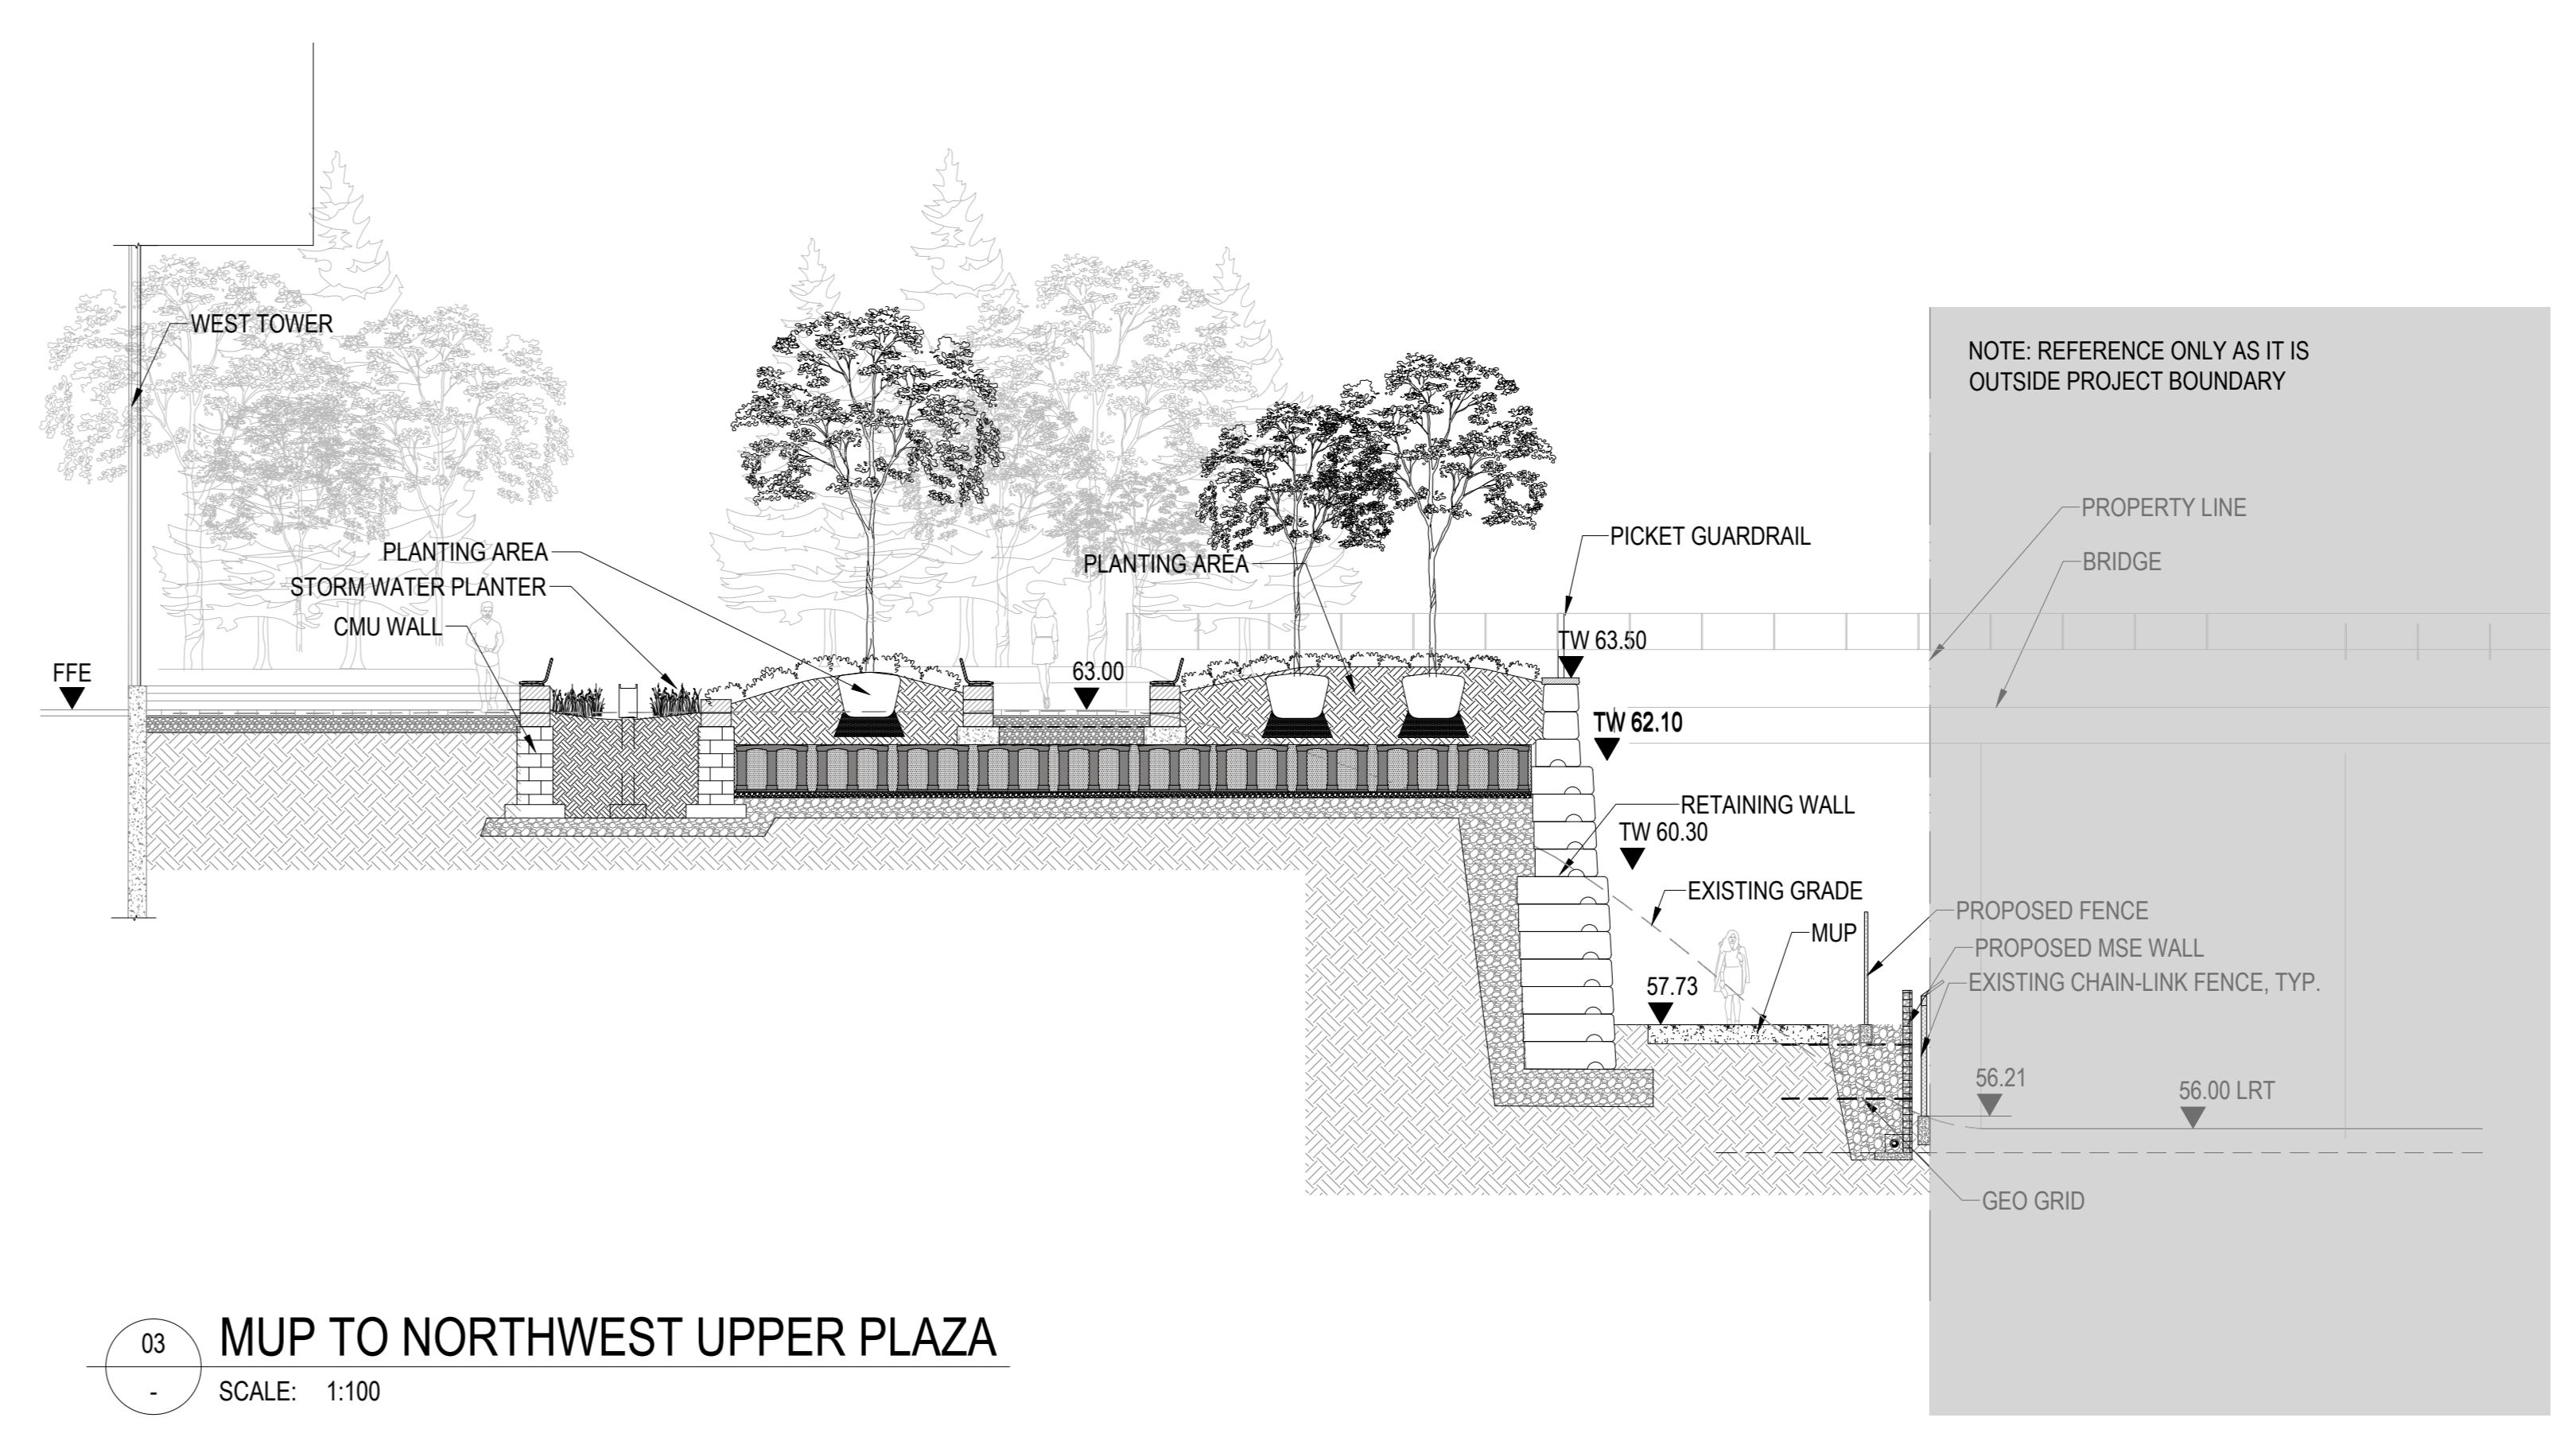 WEST TOWER
NOTE: REFERENCE ONLY AS IT IS
OUTSIDE PROJECT BOUNDARY
PROPERTY LINE
PICKET GUARDRAIL
PLANTING AREA
PLANTING AREA
BRIDGE
STORM WATER PLANTER
CMU WALL
TW 63.50
FFE
63.00
TW 62.10
RETAINING WALL
TW 60.30
EXISTING GRADE
PROPOSED FENCE
MUP
PROPOSED MSE WALL
EXISTING CHAIN-LINK FENCE, TYP.
57.73
56.21
56.00 LRT
GEO GRID
03
-
MUP TO NORTHWEST UPPER PLAZA
SCALE: 1:100